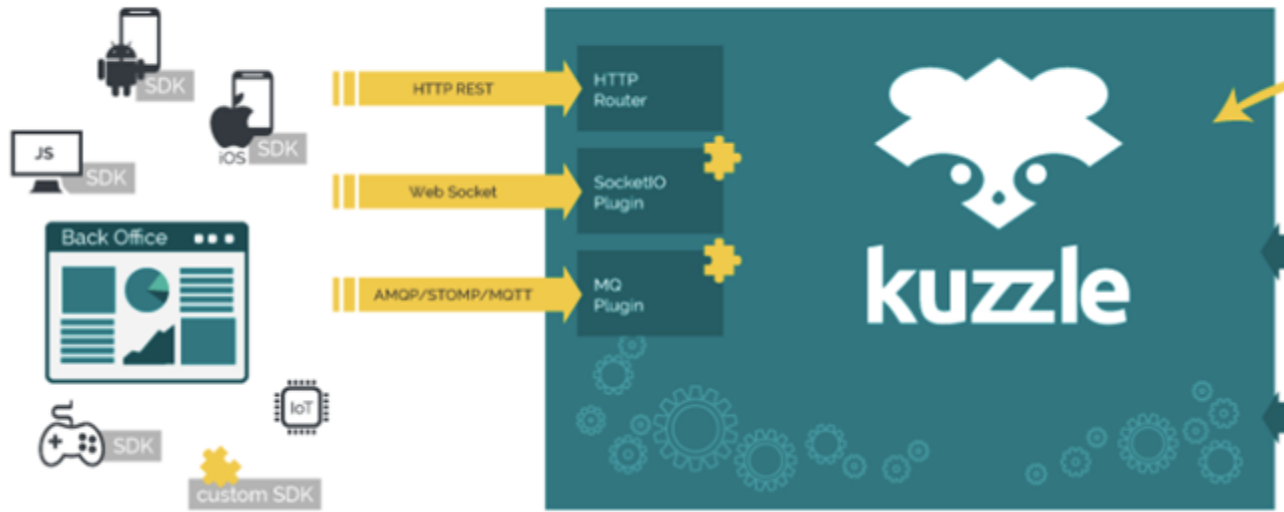 SDK
iOS
SDK
JS
SDK
Back Office
IoT
SDK
custom SDK
HTTP REST
Web Socket
AMQP/STOMP/MQTT
HTTP
Router
SocketIO
Plugin
MQ
Plugin
kuzzle